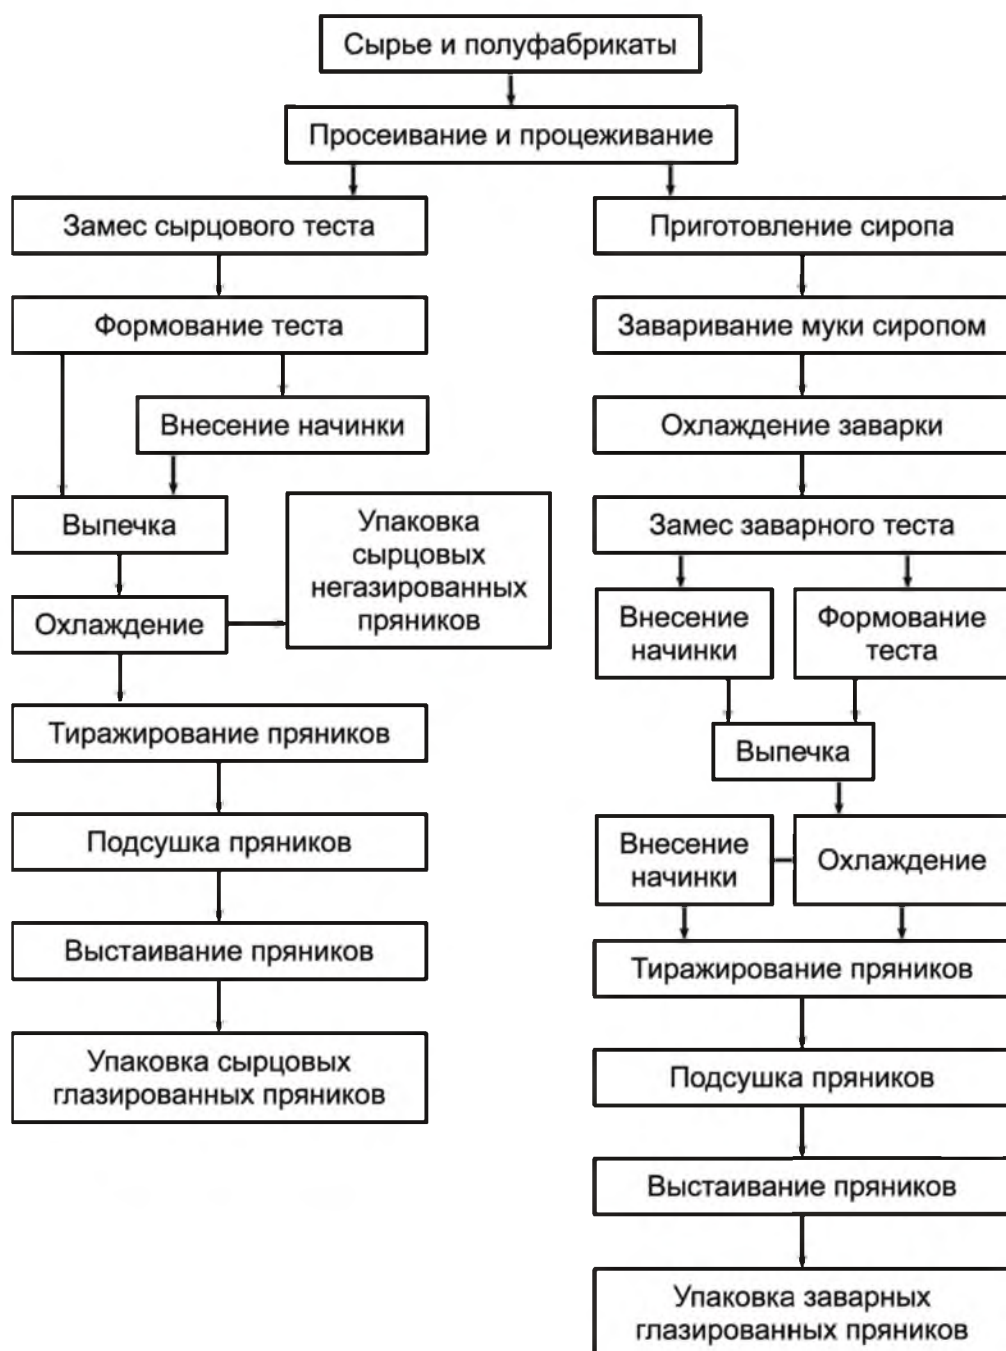 Сырье и полуфабрикаты
Просеивание и процеживание
Замес сырцового теста
Формование теста
Внесение начинки
Выпечка
Упаковка
сырцовых
негазированных
пряников
Охлаждение
Тиражирование пряников
Подсушка пряников
Выстаивание пряников
Упаковка сырцовых
глазированных пряников
Приготовление сиропа
Заваривание муки сиропом
Охлаждение заварки
Замес заварного теста
Внесение
начинки
Формование
теста
Выпечка
Внесение
начинки
Охлаждение
Тиражирование пряников
Подсушка пряников
Выстаивание пряников
Упаковка заварных
глазированных пряников